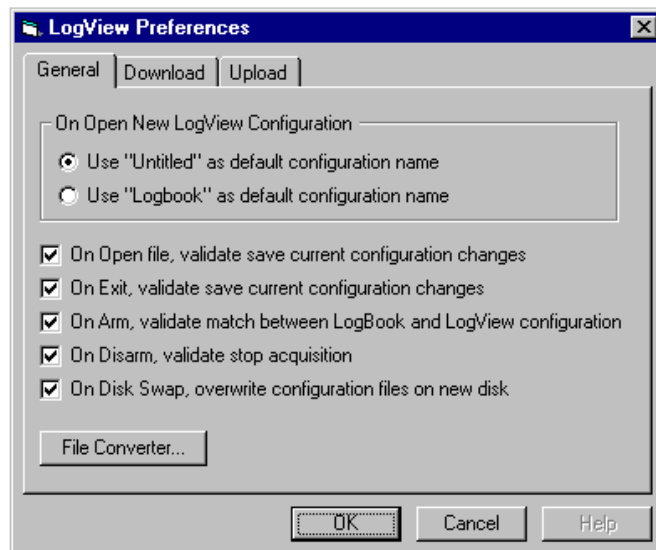 LogView Preferences
General Download Upload
On Open New LogView Configuration
Use "Untitled" as default configuration name
Use "Logbook" as default configuration name
On Open file, validate save current configuration changes
On Exit, validate save current configuration changes
On Arm, validate match between LogBook and LogView configuration
On Disarm, validate stop acquisition
On Disk Swap, overwrite configuration files on new disk
File Converter...
OK Cancel Help